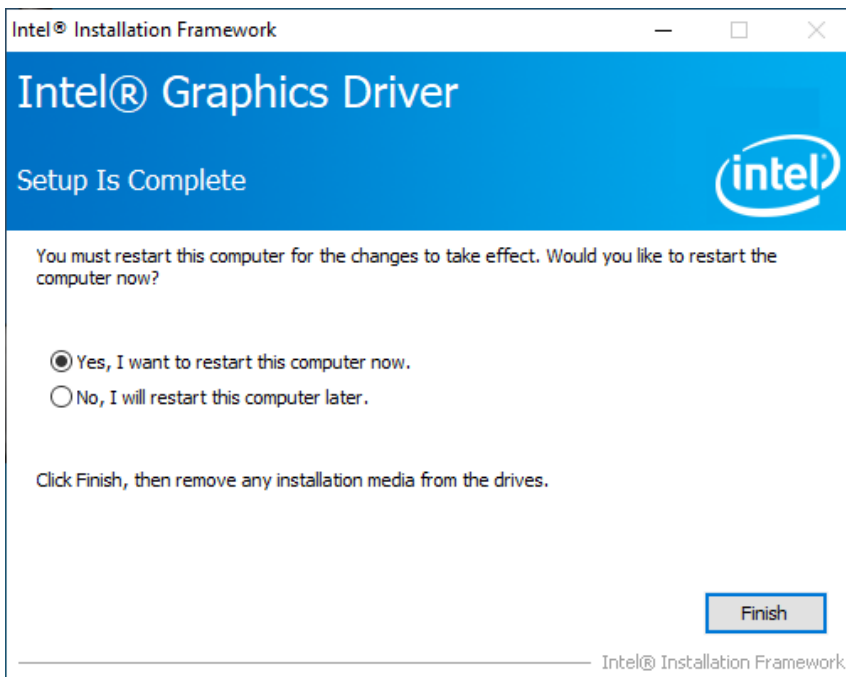 Intel® Installation Framework
Intel® Graphics Driver
Setup Is Complete
intel
You must restart this computer for the changes to take effect. Would you like to restart the
computer now?
Yes, I want to restart this computer now.
No, I will restart this computer later.
Click Finish, then remove any installation media from the drives.
Finish
Intel® Installation Framework